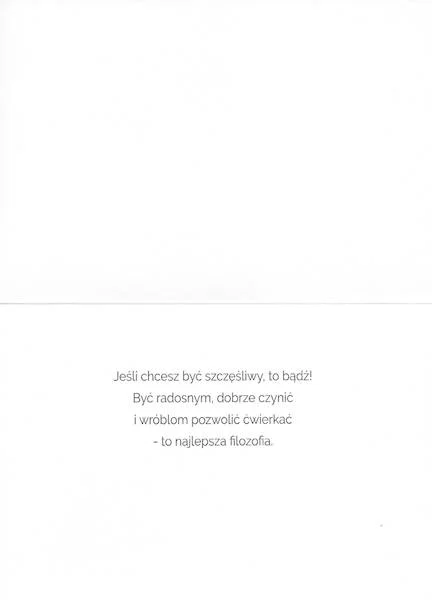 Jeśli chcesz być szczęśliwy, to bądź!
Być radosnym, dobrze czynić
i wróblom pozwolić ćwierkać
- to najlepsza filozofia.